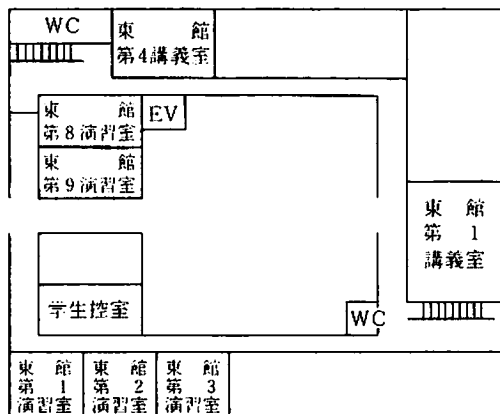 WC
東館
第4講義室
東館
第8演習室
EV
東館
第9演習室
東館
第1
講義室
学生控室
WC
東館
第1
演習室
東館
第2
演習室
東館
第3
演習室